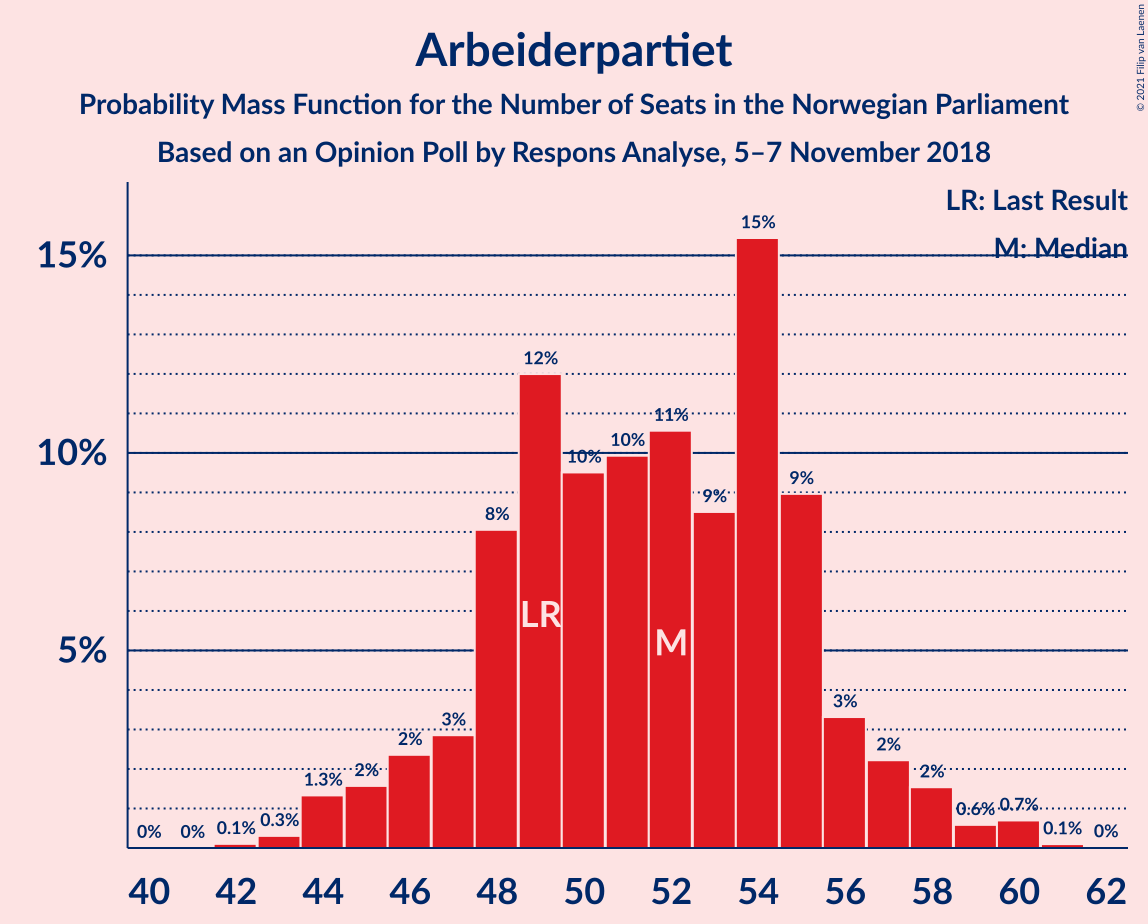 Arbeiderpartiet
Probability Mass Function for the Number of Seats in the Norwegian Parliament
Based on an Opinion Poll by Respons Analyse, 5–7 November 2018
© 2021 Filip van Laenen
LR: Last Result
M: Median
15%
10%
5%
0%
0%
0.1%
0.3%
1.3%
2%
2%
3%
8%
12%
10%
10%
11%
9%
15%
9%
3%
2%
2%
0.6%
0.7%
0.1%
0%
LR
M
40 42 44 46 48 50 52 54 56 58 60 62